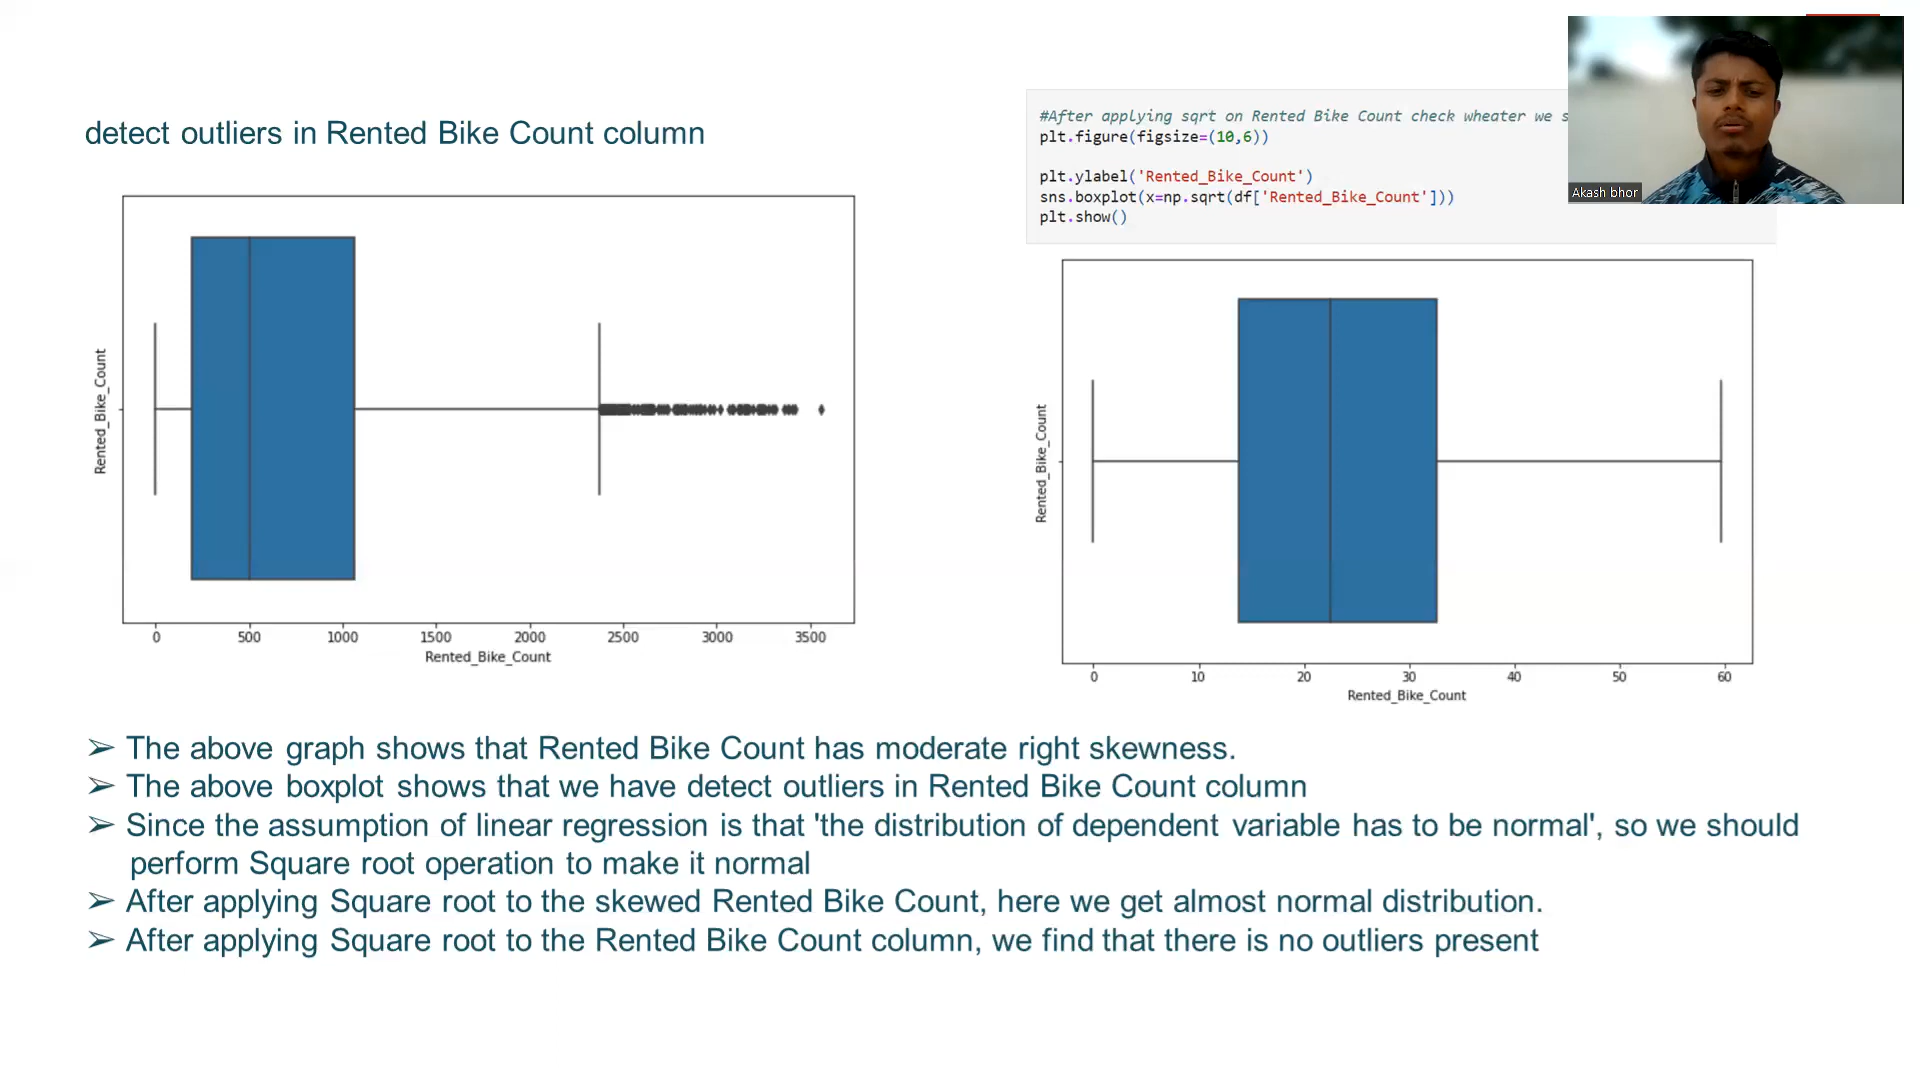 detect outliers in Rented Bike Count column
Rented_Bike_Count
0 500 1000 1500 2000 2500 3000 3500
Rented_Bike_Count
#After applying sqrt on Rented Bike Count check wheater we s
plt.figure(figsize=(10,6))
plt.ylabel('Rented_Bike_Count')
sns.boxplot(x=np.sqrt(df['Rented_Bike_Count']))
plt.show()
Akash bhor
Rented_Bike_Count
0 10 20 30 40 50 60
Rented_Bike_Count
➢ The above graph shows that Rented Bike Count has moderate right skewness.
➢ The above boxplot shows that we have detect outliers in Rented Bike Count column
➢ Since the assumption of linear regression is that 'the distribution of dependent variable has to be normal', so we should
perform Square root operation to make it normal
➢ After applying Square root to the skewed Rented Bike Count, here we get almost normal distribution.
➢ After applying Square root to the Rented Bike Count column, we find that there is no outliers present